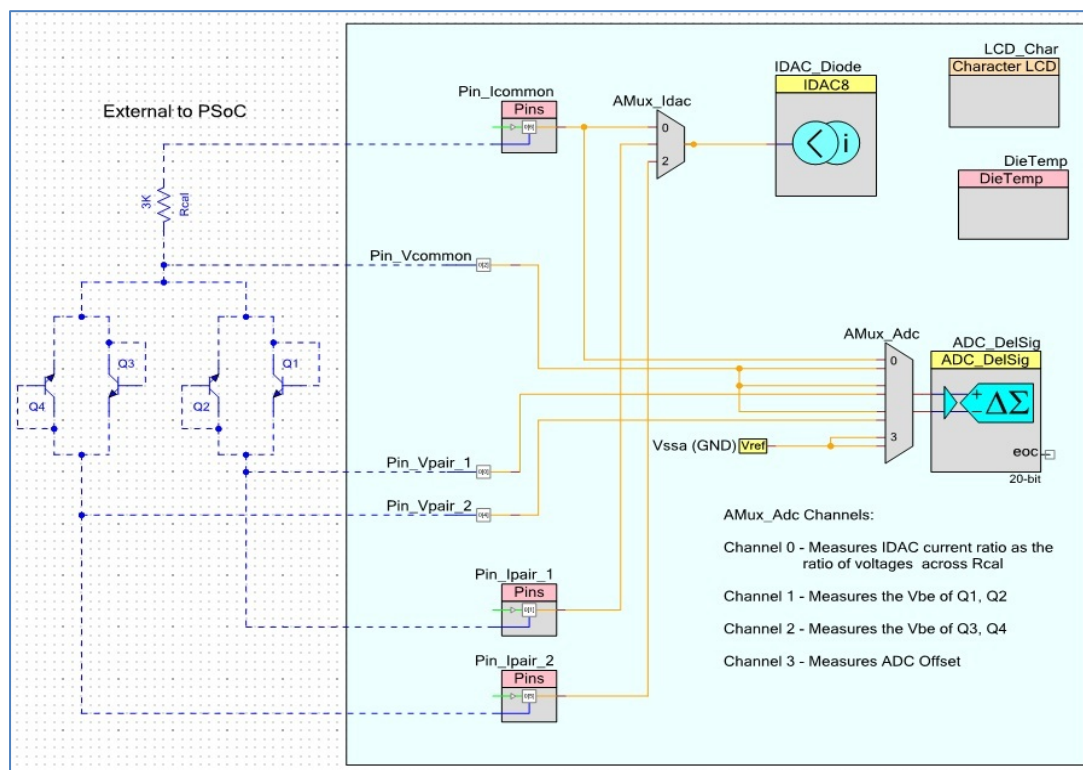 External to PSoC
3K
Rcal
Q3
Q4
Q1
Q2
Pin_Icommon
Pins
Pin_Vcommon
Pin_Vpair_1
Pin_Vpair_2
Pin_Ipair_1
Pins
Pin_Ipair_2
Pins
AMux_Idac
0
2
IDAC_Diode
IDAC8
i
LCD_Char
Character LCD
DieTemp
DieTemp
AMux_Adc
0
3
Vssa (GND) Vref
ADC_DelSig
ADC_DelSig
+
−
ΔΣ
eoc
20-bit
AMux_Adc Channels:
Channel 0 - Measures IDAC current ratio as the
ratio of voltages across Rcal
Channel 1 - Measures the Vbe of Q1, Q2
Channel 2 - Measures the Vbe of Q3, Q4
Channel 3 - Measures ADC Offset